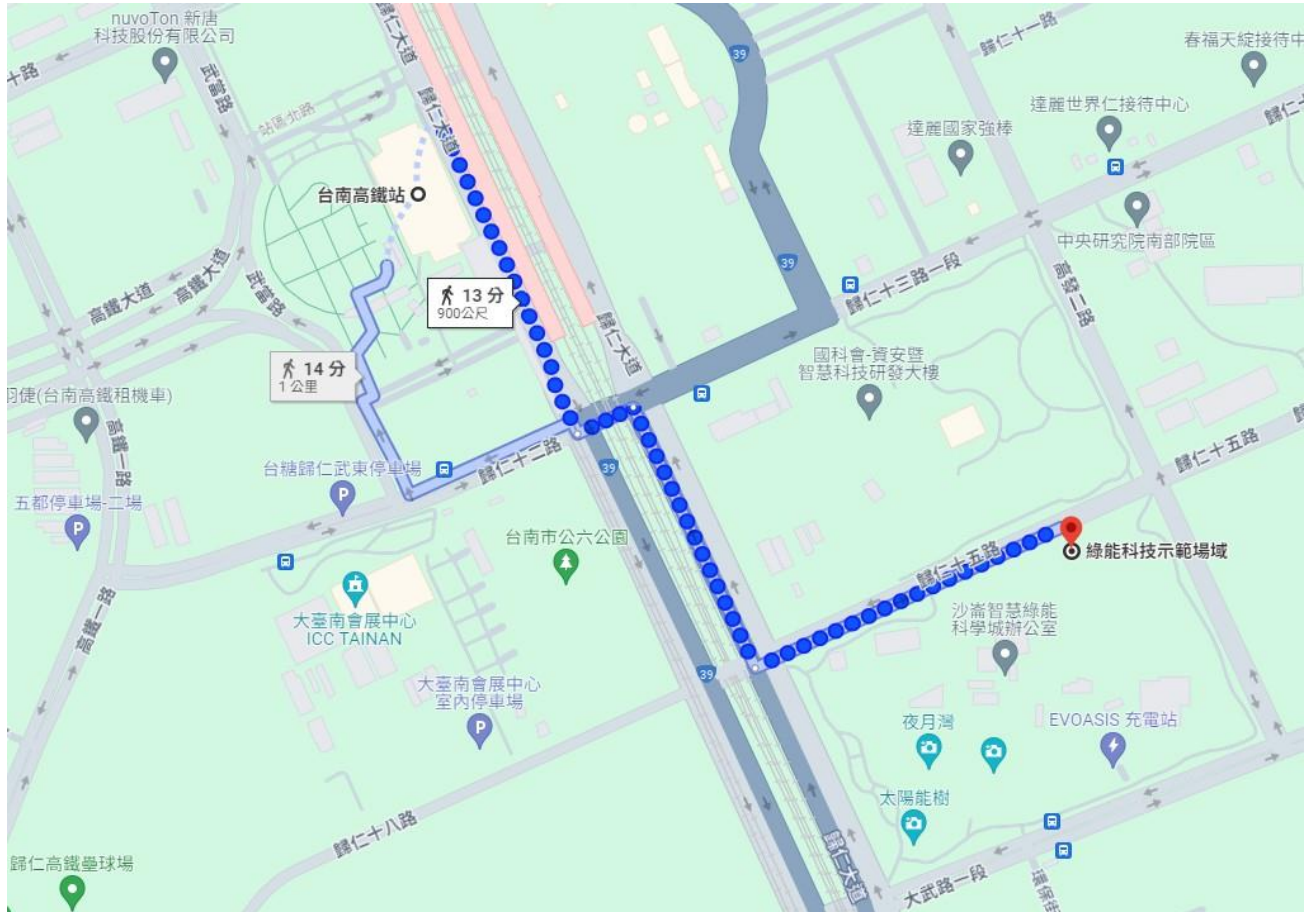 nuvoTon 新唐
科技股份有限公司
十路
武當路
站區北路
歸仁大道
歸仁大道
39
歸仁十一路
春福天綻接待中
達麗世界仁接待中心
達麗國家強棒
歸仁十
中央研究院南部院區
台南高鐵站
高鐵大道
高鐵大道
武當路
39
歸仁十三路一段
高發二路
13 分
900公尺
歸仁大道
14 分
1 公里
國科會-資安暨
智慧科技研發大樓
羽倢(台南高鐵租機車)
高鐵一路
台糖歸仁武東停車場
P
歸仁十二路
39
歸仁十五路
五都停車場-二場
P
台南市公六公園
歸仁十五路
綠能科技示範場域
大臺南會展中心
ICC TAINAN
沙崙智慧綠能
科學城辦公室
高鐵一路
39
大臺南會展中心
室內停車場
P
夜月灣
EVOASIS 充電站
太陽能樹
歸仁十八路
歸仁高鐵壘球場
歸仁大道
大武路一段
環保街